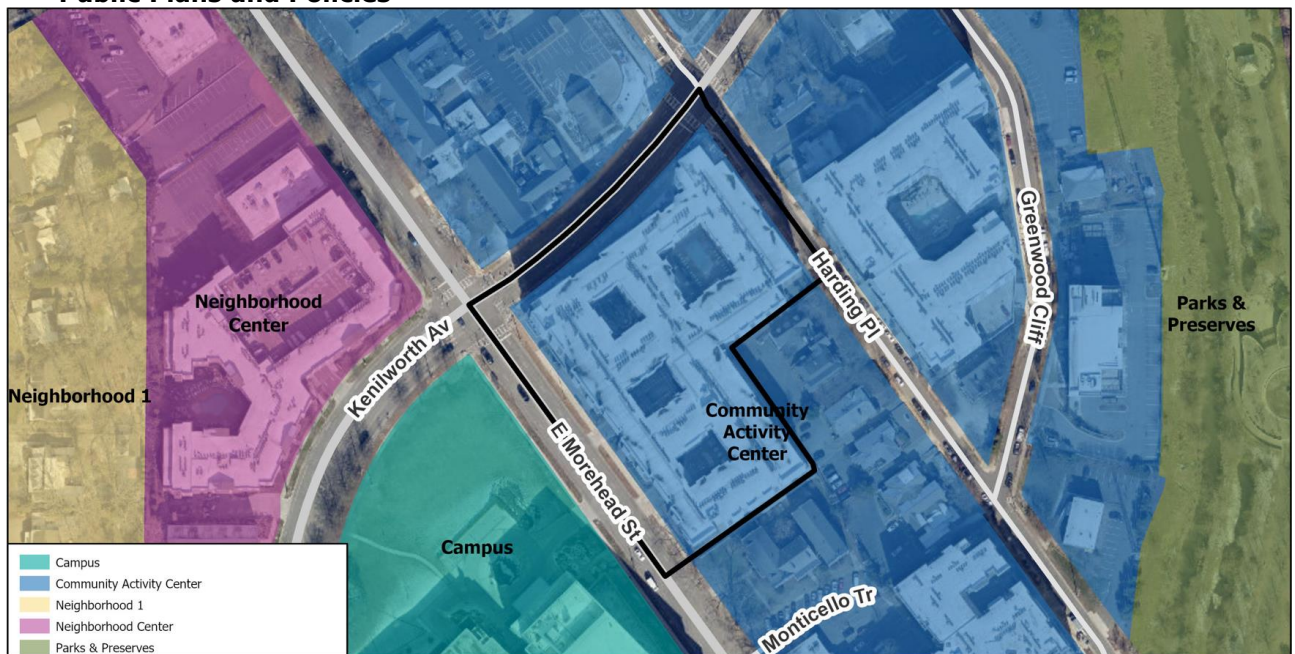 Public Plans and Policies
Neighborhood
Center
Neighborhood 1
Kenilworth Av
Campus
E Morehead St
Community
Activity
Center
Harding Pl
Greenwood Cliff
Parks &
Preserves
Monticello Tr
Campus
Community Activity Center
Neighborhood 1
Neighborhood Center
Parks & Preserves